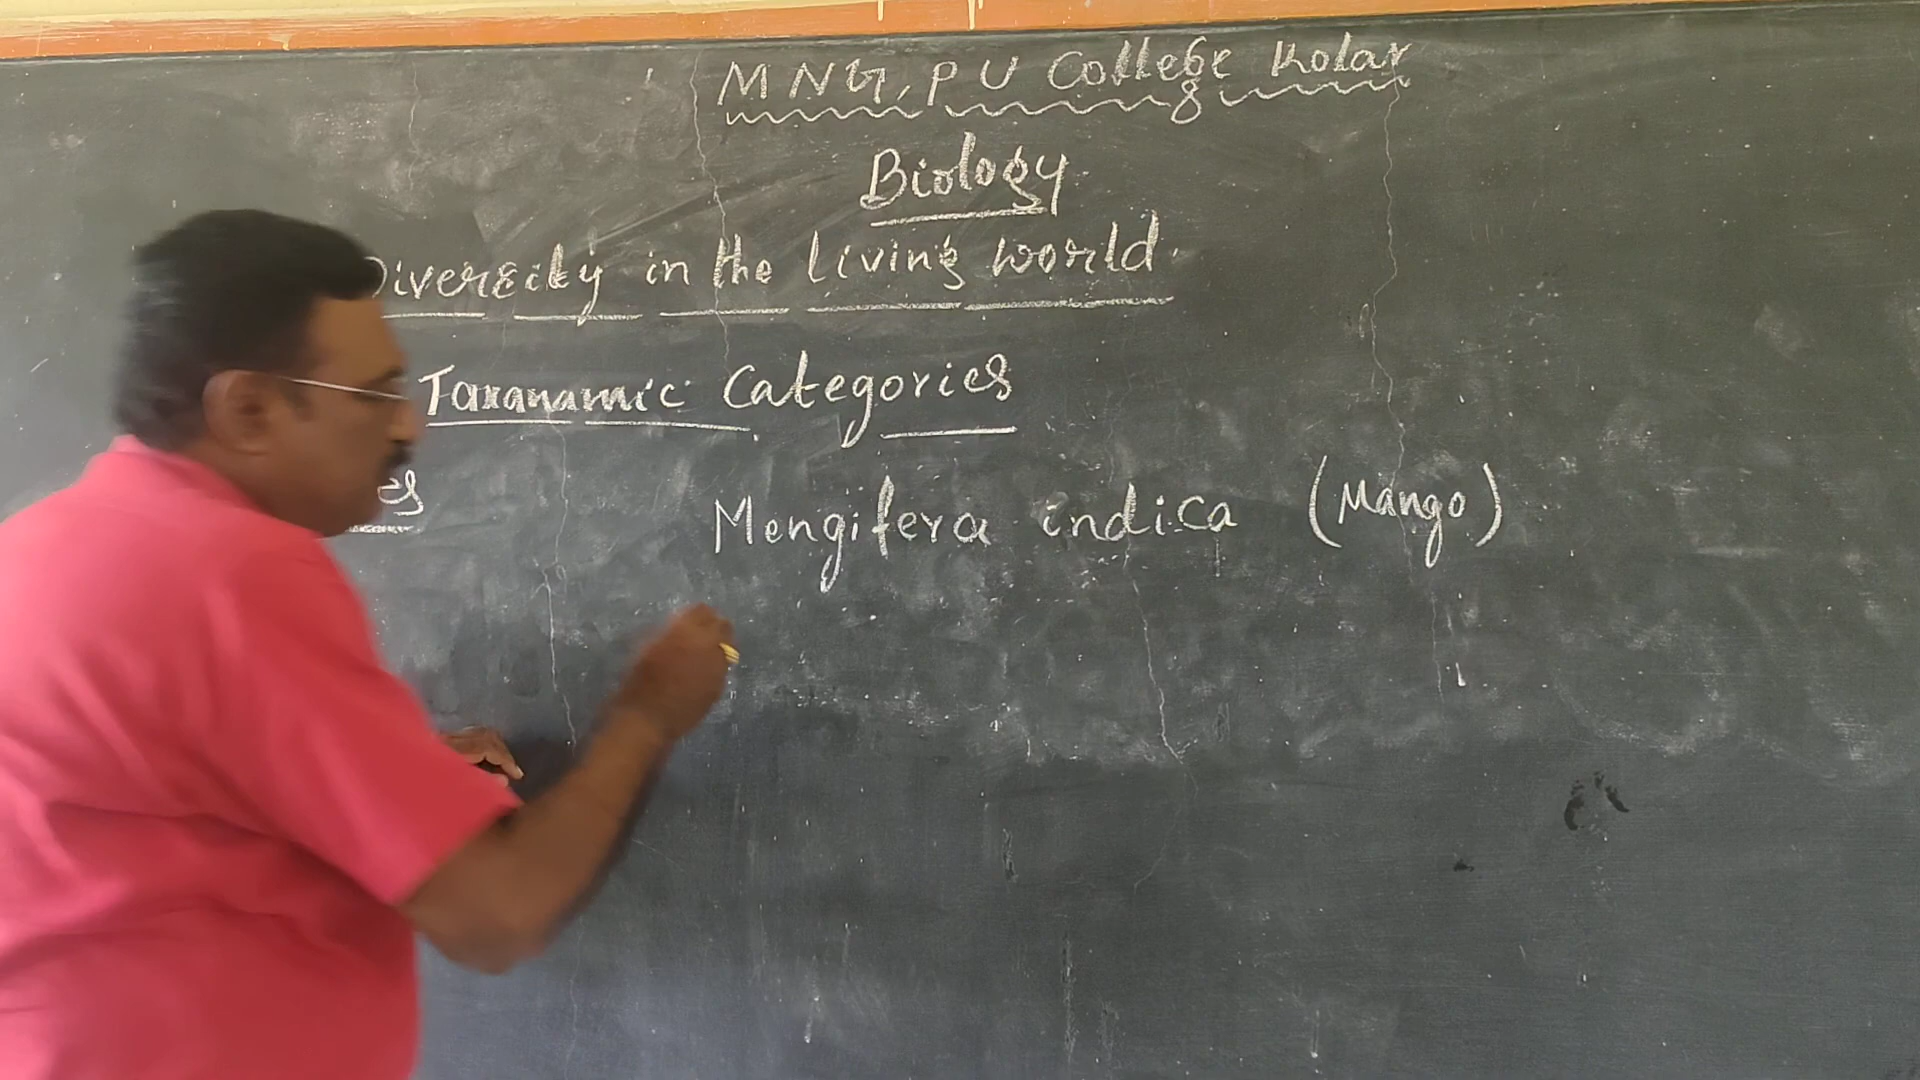 MNG, PU College Kolar
Biology
Diversity in the Living world.
Taxanamic Categories
Mengifera indica (Mango)